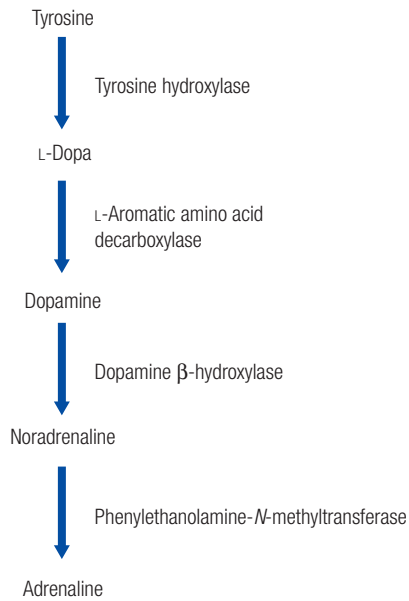 Tyrosine
Tyrosine hydroxylase
L-Dopa
L-Aromatic amino acid
decarboxylase
Dopamine
Dopamine β-hydroxylase
Noradrenaline
Phenylethanolamine-N-methyltransferase
Adrenaline